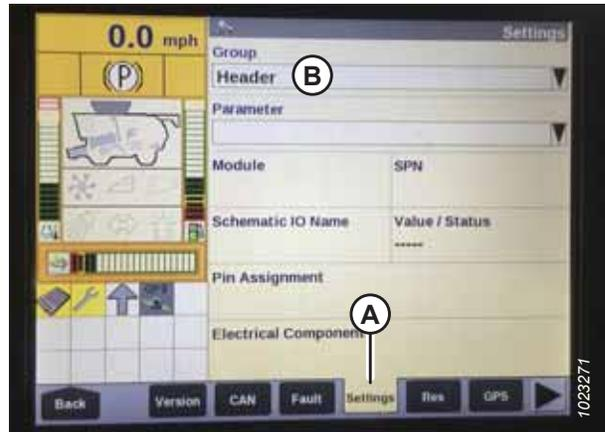 0.0 mph
(P)
Settings
Group
Header
B
Parameter
Module
SPN
Schematic IO Name
Value / Status
-----
Pin Assignment
A
Electrical Component
Back
Version
CAN
Fault
Settings
Res
GPS
1023271